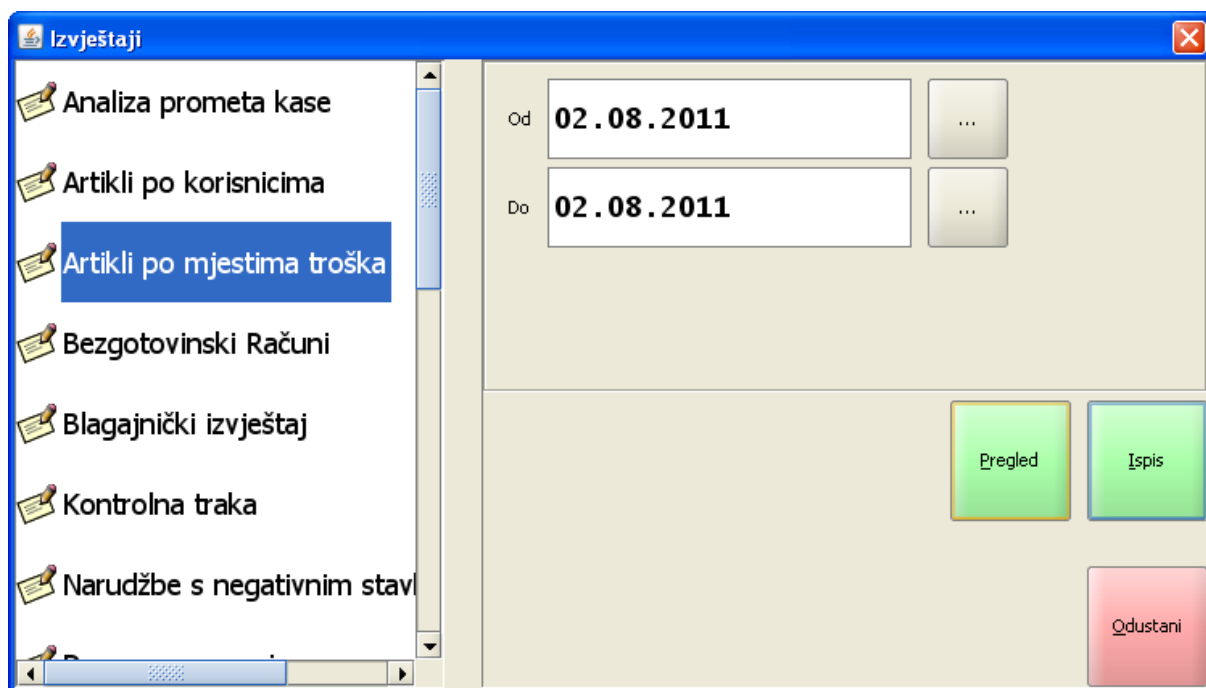 Izvještaji
Analiza prometa kase
Artikli po korisnicima
Artikli po mjestima troška
Bezgotovinski Računi
Blagajnički izvještaj
Kontrolna traka
Narudžbe s negativnim stavl
Od 02.08.2011 ...
Do 02.08.2011 ...
Pregled Ispis
Odustani